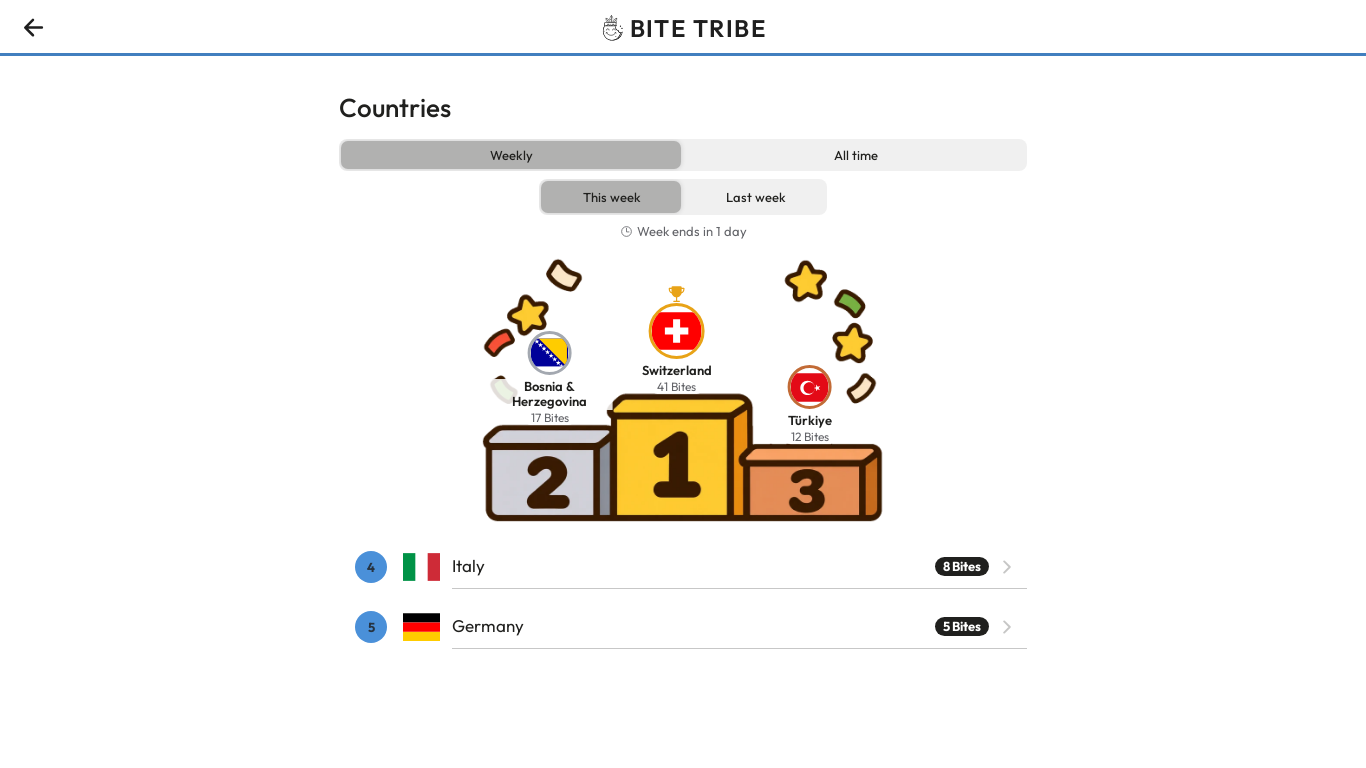 BITE TRIBE
Countries
Weekly
All time
This week
Last week
Week ends in 1 day
Switzerland
41 Bites
Bosnia &
Herzegovina
17 Bites
Türkiye
12 Bites
2
1
3
4
Italy
8 Bites
5
Germany
5 Bites